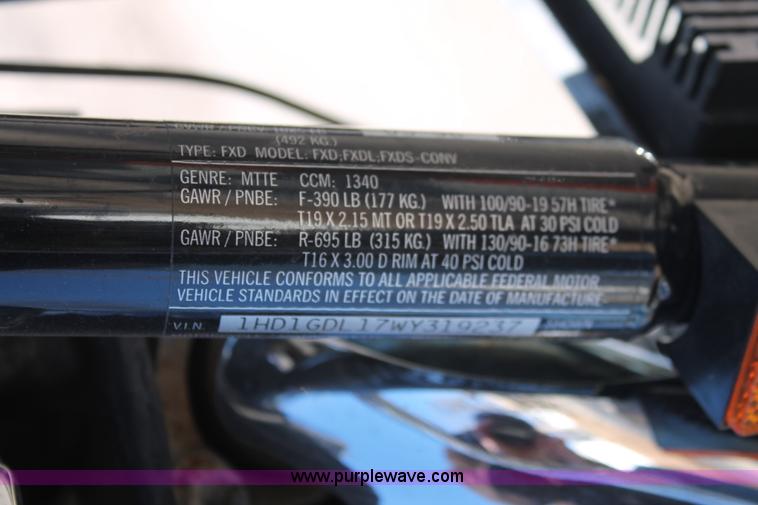 (492 KG.)
TYPE: FXD MODEL: FXD;FXDL;FXDS-CONV
GENRE: MTTE CCM: 1340
GAWR / PNBE: F-390 LB (177 KG.) WITH 100/90-19 57H TIRE*
T19 X 2.15 MT OR T19 X 2.50 TLA AT 30 PSI COLD
GAWR / PNBE: R-695 LB (315 KG.) WITH 130/90-16 73H TIRE*
T16 X 3.00 D RIM AT 40 PSI COLD
THIS VEHICLE CONFORMS TO ALL APPLICABLE FEDERAL MOTOR
VEHICLE STANDARDS IN EFFECT ON THE DATE OF MANUFACTURE.
V.I.N. 1HD1GDL17WY319237
www.purplewave.com